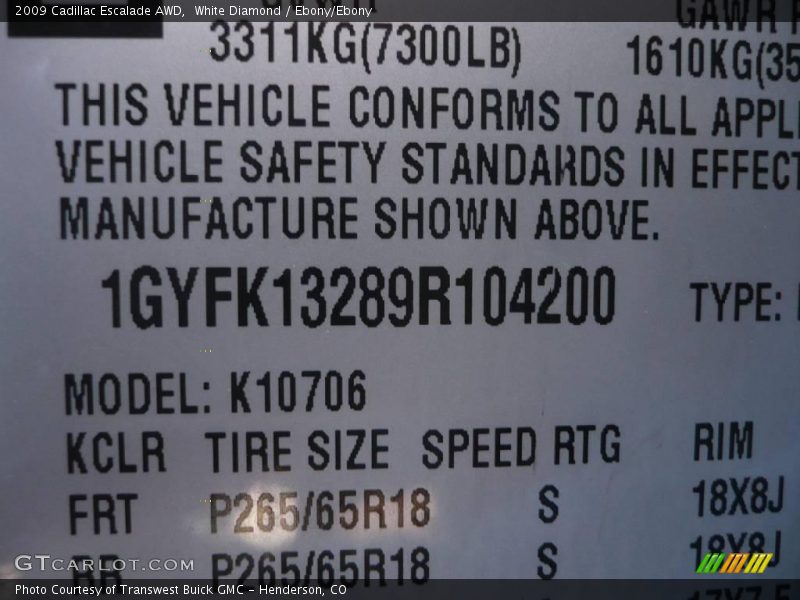 2009 Cadillac Escalade AWD,  White Diamond / Ebony/Ebony
GAWR
3311KG(7300LB)
1610KG(35
THIS VEHICLE CONFORMS TO ALL APPLI
VEHICLE SAFETY STANDARDS IN EFFECT
MANUFACTURE SHOWN ABOVE.
1GYFK13289R104200
TYPE:
MODEL: K10706
KCLR TIRE SIZE SPEED RTG RIM
FRT P265/65R18 S 18X8J
RR P265/65R18 S 18X8J
GTCARLOT.COM
Photo Courtesy of Transwest Buick GMC – Henderson, CO